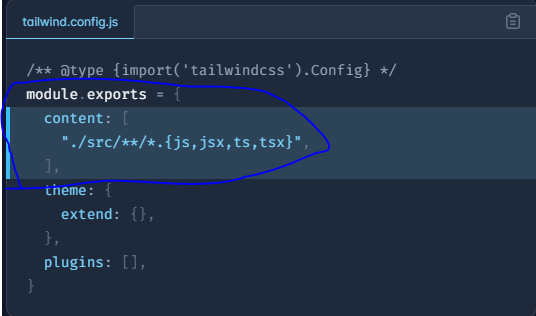 tailwind.config.js
/** @type {import('tailwindcss').Config} */
module.exports = {
content: [
"./src/**/*.{js,jsx,ts,tsx}",
],
theme: {
extend: {},
},
plugins: [],
}